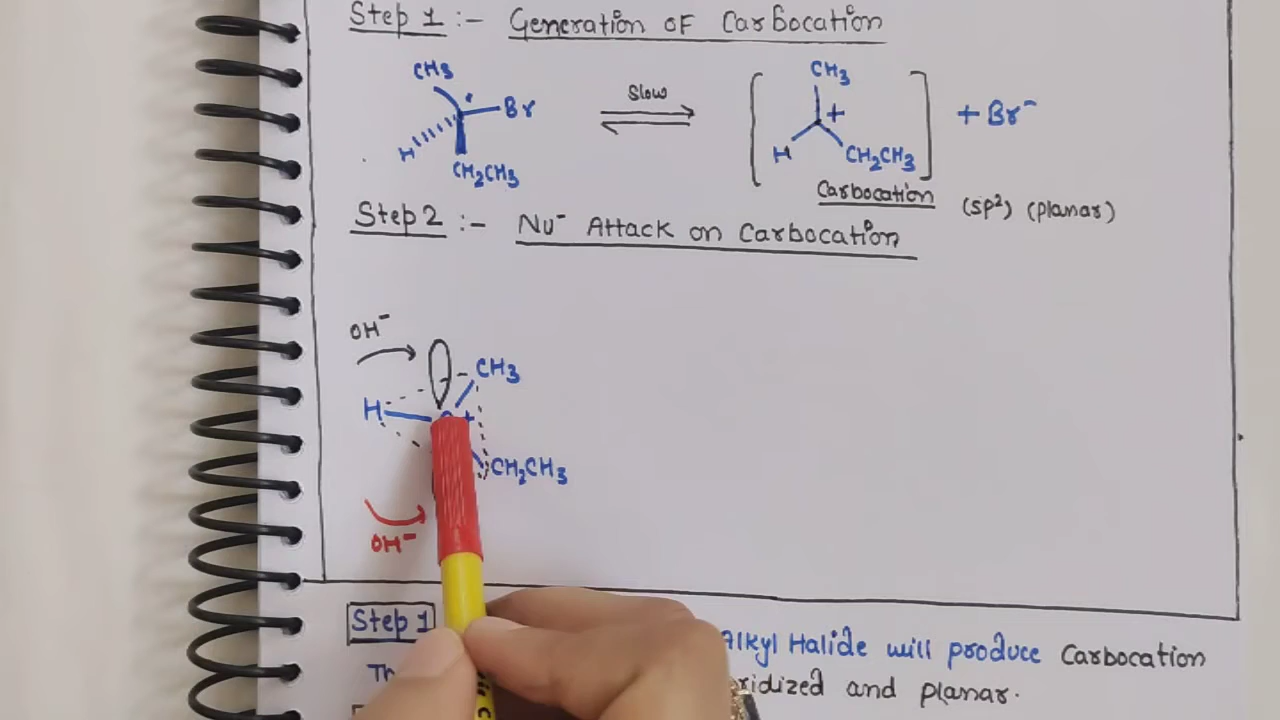 Step 1 :- Generation of Carbocation
CH3
Br
H
CH2CH3
Slow
CH3
+
H
CH2CH3
+ Br⁻
Carbocation (sp²) (planar)
Step 2 :- Nu⁻ Attack on Carbocation
OH⁻
CH3
H
+
CH2CH3
OH⁻
Step 1
Alkyl Halide will produce Carbocation
Th
and planar.